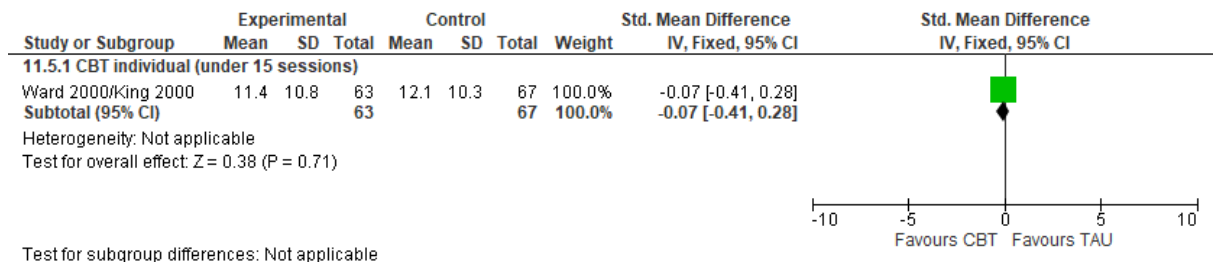 Experimental Control Std. Mean Difference Std. Mean Difference
Study or Subgroup Mean SD Total Mean SD Total Weight IV, Fixed, 95% CI IV, Fixed, 95% CI
11.5.1 CBT individual (under 15 sessions)
Ward 2000/King 2000 11.4 10.8 63 12.1 10.3 67 100.0% -0.07 [-0.41, 0.28]
Subtotal (95% CI) 63 67 100.0% -0.07 [-0.41, 0.28]
Heterogeneity: Not applicable
Test for overall effect: Z = 0.38 (P = 0.71)
-10 -5 0 5 10
Favours CBT Favours TAU
Test for subgroup differences: Not applicable